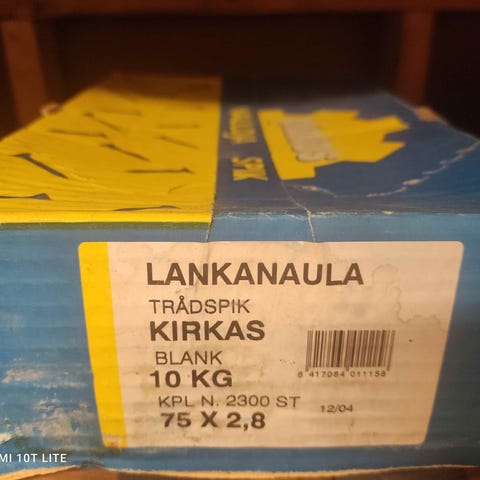 LANKANAULA
TRÅDSPIK
KIRKAS
BLANK
10 KG
KPL N. 2300 ST
75 X 2,8
6 417084 011158
12/04
MI 10T LITE